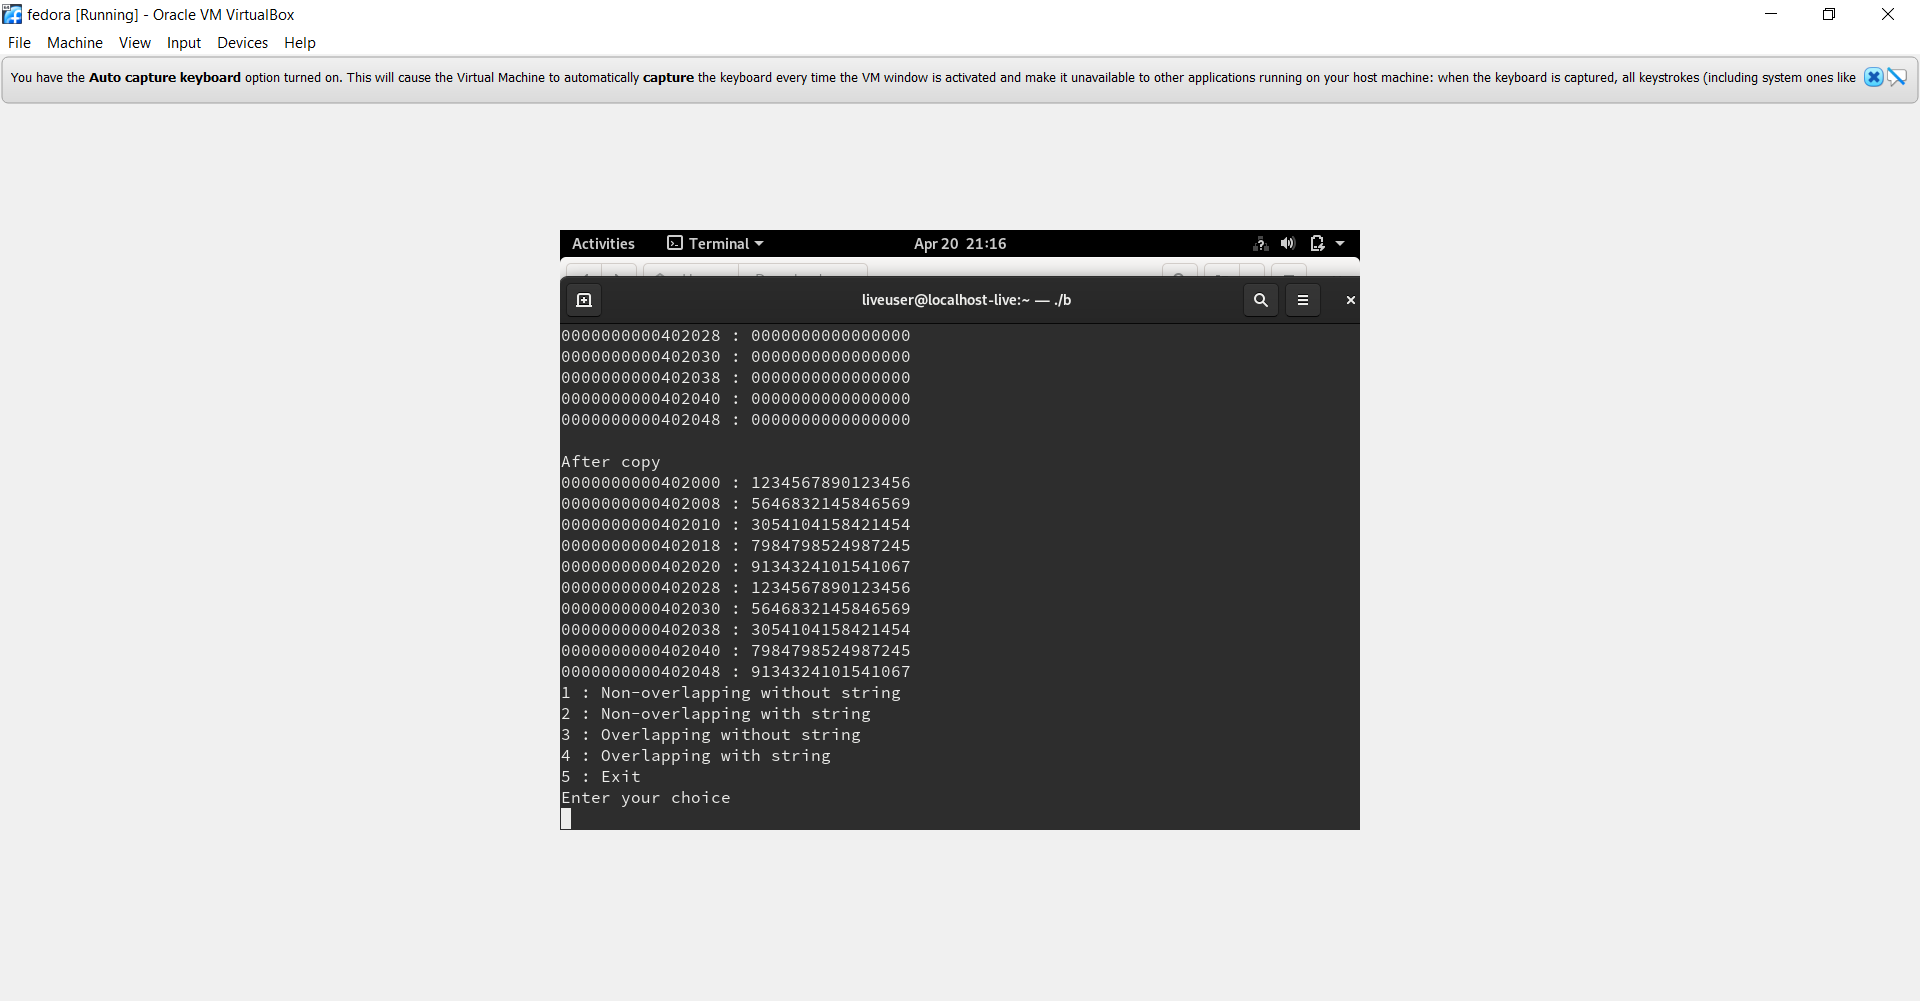 fedora [Running] - Oracle VM VirtualBox
File Machine View Input Devices Help
You have the Auto capture keyboard option turned on. This will cause the Virtual Machine to automatically capture the keyboard every time the VM window is activated and make it unavailable to other applications running on your host machine: when the keyboard is captured, all keystrokes (including system ones like
Activities Terminal Apr 20 21:16
liveuser@localhost-live:~ — ./b
0000000000402028 : 0000000000000000
0000000000402030 : 0000000000000000
0000000000402038 : 0000000000000000
0000000000402040 : 0000000000000000
0000000000402048 : 0000000000000000
After copy
0000000000402000 : 1234567890123456
0000000000402008 : 5646832145846569
0000000000402010 : 3054104158421454
0000000000402018 : 7984798524987245
0000000000402020 : 9134324101541067
0000000000402028 : 1234567890123456
0000000000402030 : 5646832145846569
0000000000402038 : 3054104158421454
0000000000402040 : 7984798524987245
0000000000402048 : 9134324101541067
1 : Non-overlapping without string
2 : Non-overlapping with string
3 : Overlapping without string
4 : Overlapping with string
5 : Exit
Enter your choice